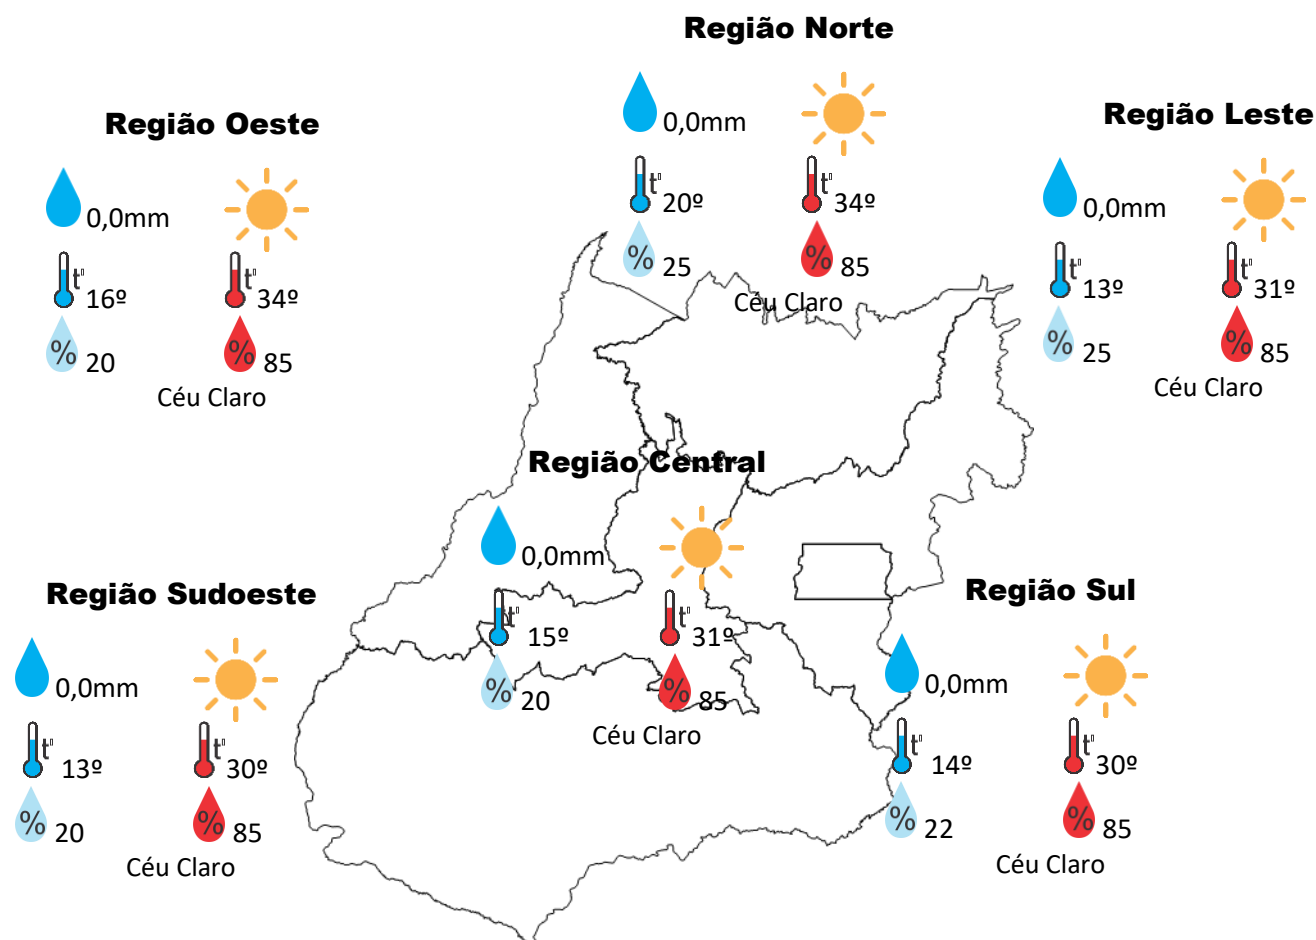 Região Norte
0,0mm
t°
20º
t°
34º
%
25
%
85
Céu Claro
Região Oeste
0,0mm
t°
16º
t°
34º
%
20
%
85
Céu Claro
Região Leste
0,0mm
t°
13º
t°
31º
%
25
%
85
Céu Claro
Região Central
0,0mm
t°
15º
t°
31º
%
20
%
85
Céu Claro
Região Sudoeste
0,0mm
t°
13º
t°
30º
%
20
%
85
Céu Claro
Região Sul
0,0mm
t°
14º
t°
30º
%
22
%
85
Céu Claro